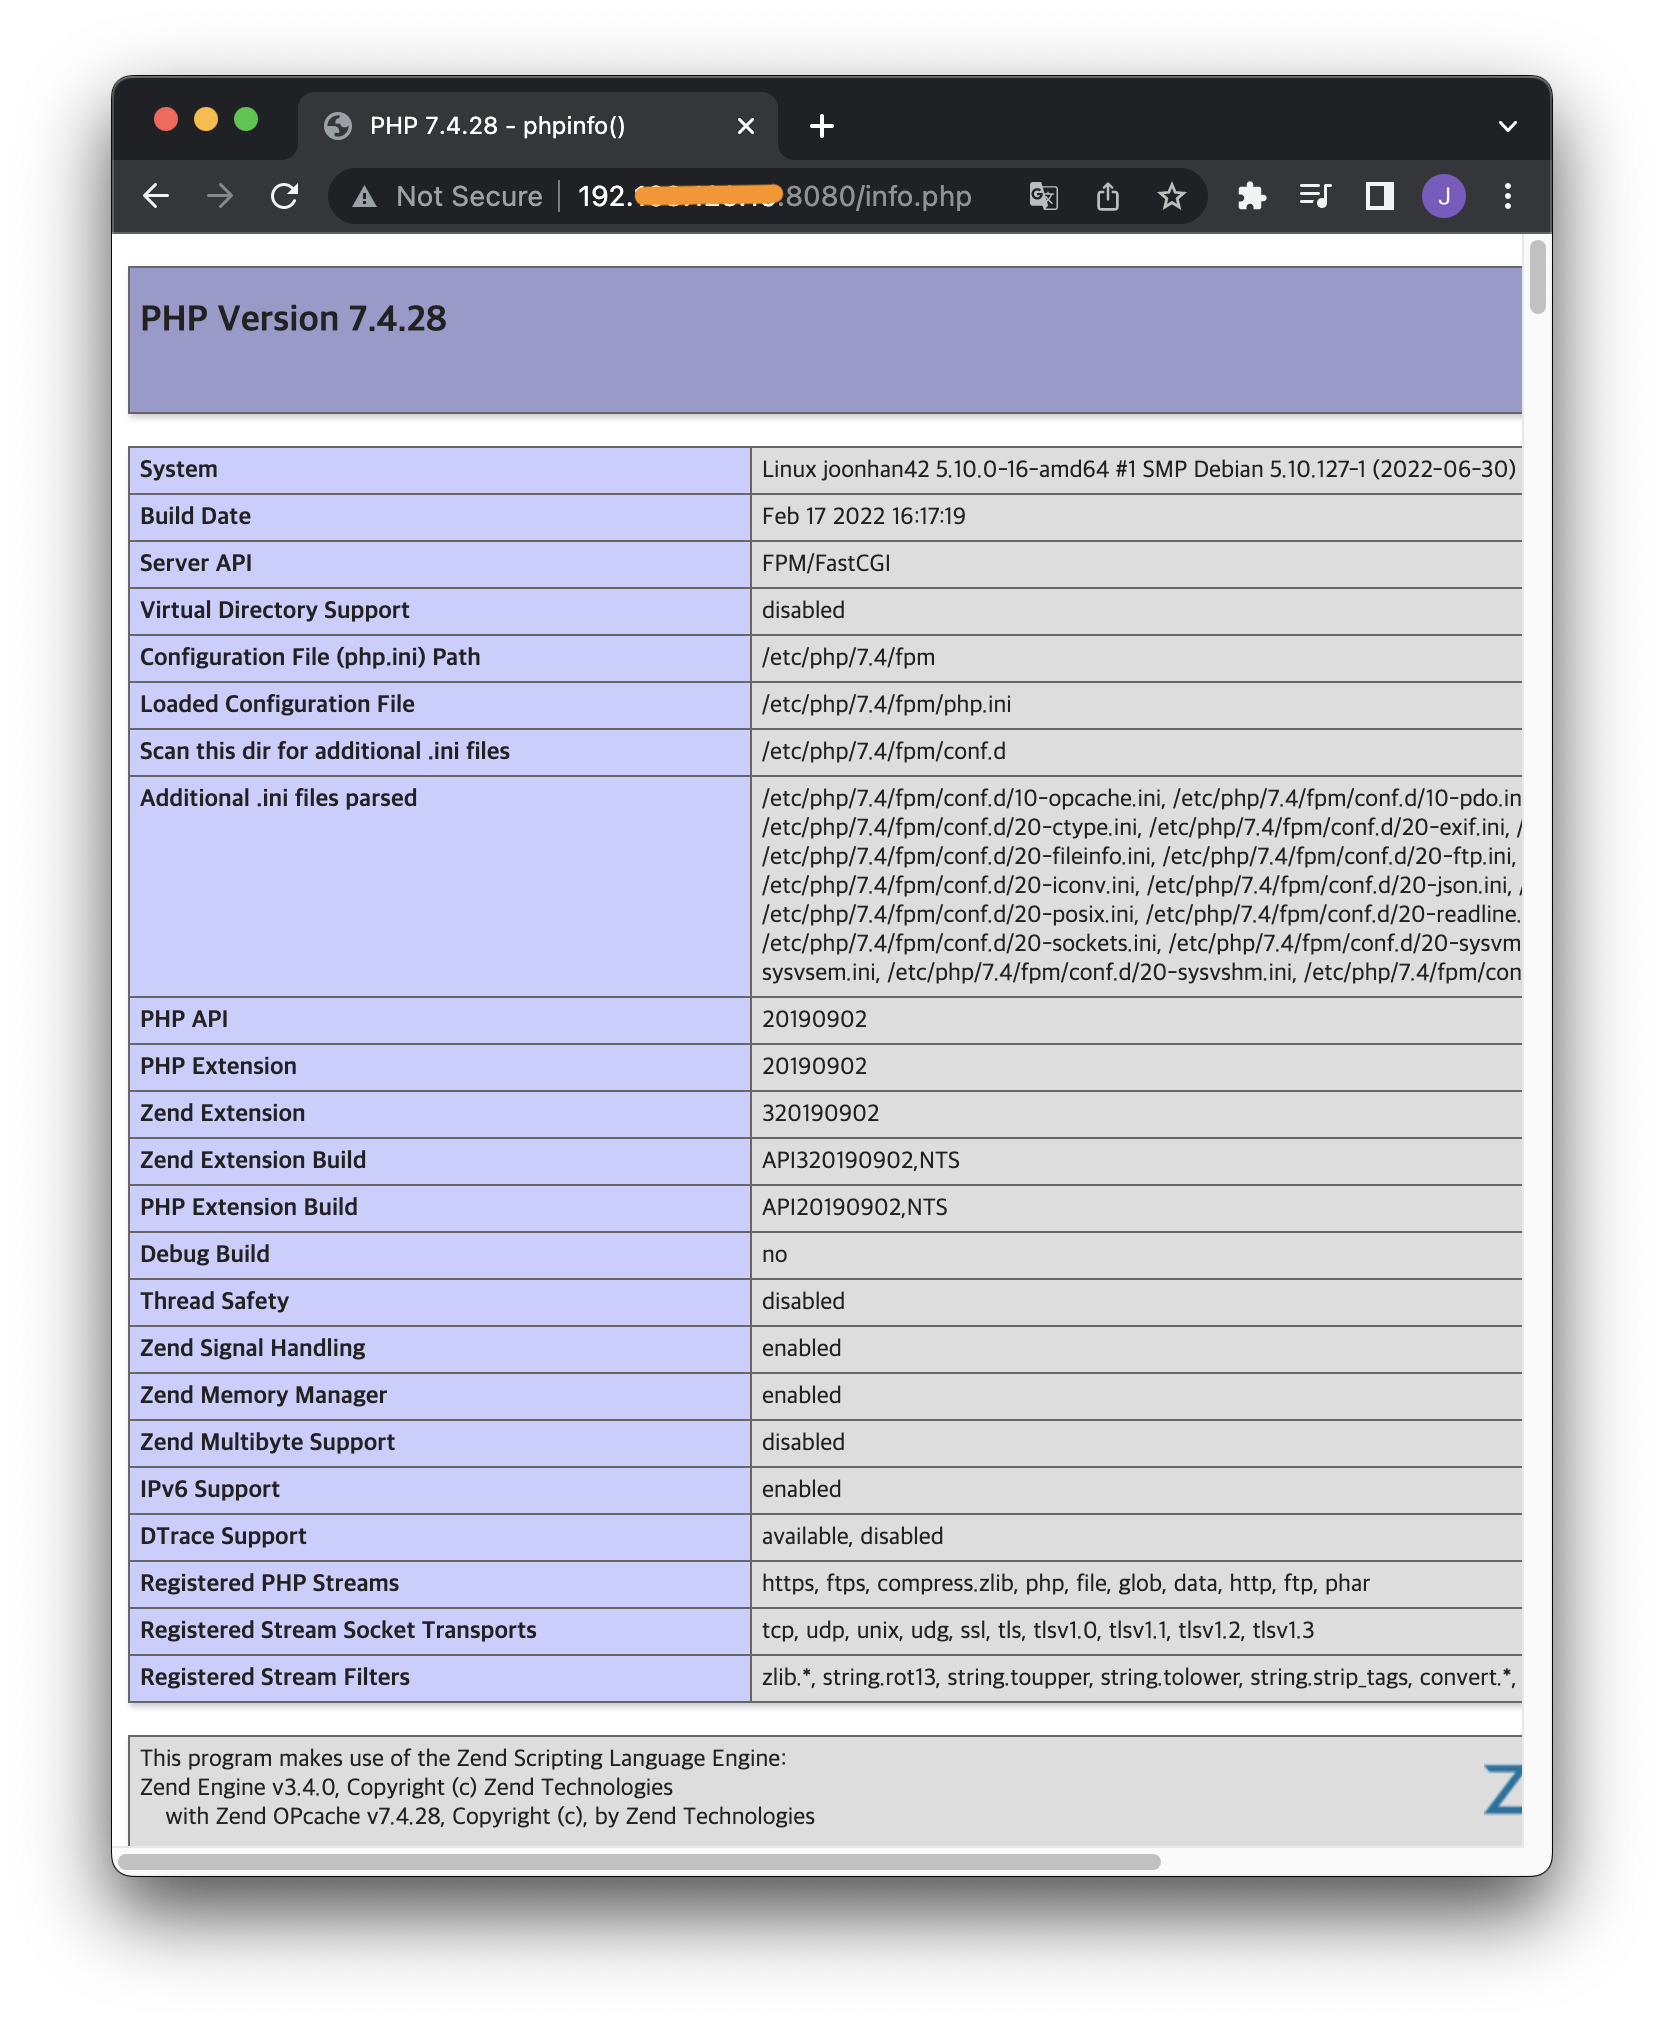 PHP 7.4.28 - phpinfo()
Not Secure
192.
:8080/info.php
J
PHP Version 7.4.28
System
Linux joonhan42 5.10.0-16-amd64 #1 SMP Debian 5.10.127-1 (2022-06-30)
Build Date
Feb 17 2022 16:17:19
Server API
FPM/FastCGI
Virtual Directory Support
disabled
Configuration File (php.ini) Path
/etc/php/7.4/fpm
Loaded Configuration File
/etc/php/7.4/fpm/php.ini
Scan this dir for additional .ini files
/etc/php/7.4/fpm/conf.d
Additional .ini files parsed
/etc/php/7.4/fpm/conf.d/10-opcache.ini, /etc/php/7.4/fpm/conf.d/10-pdo.in
/etc/php/7.4/fpm/conf.d/20-ctype.ini, /etc/php/7.4/fpm/conf.d/20-exif.ini, /
/etc/php/7.4/fpm/conf.d/20-fileinfo.ini, /etc/php/7.4/fpm/conf.d/20-ftp.ini,
/etc/php/7.4/fpm/conf.d/20-iconv.ini, /etc/php/7.4/fpm/conf.d/20-json.ini, /
/etc/php/7.4/fpm/conf.d/20-posix.ini, /etc/php/7.4/fpm/conf.d/20-readline.
/etc/php/7.4/fpm/conf.d/20-sockets.ini, /etc/php/7.4/fpm/conf.d/20-sysvm
sysvsem.ini, /etc/php/7.4/fpm/conf.d/20-sysvshm.ini, /etc/php/7.4/fpm/con
PHP API
20190902
PHP Extension
20190902
Zend Extension
320190902
Zend Extension Build
API320190902,NTS
PHP Extension Build
API20190902,NTS
Debug Build
no
Thread Safety
disabled
Zend Signal Handling
enabled
Zend Memory Manager
enabled
Zend Multibyte Support
disabled
IPv6 Support
enabled
DTrace Support
available, disabled
Registered PHP Streams
https, ftps, compress.zlib, php, file, glob, data, http, ftp, phar
Registered Stream Socket Transports
tcp, udp, unix, udg, ssl, tls, tlsv1.0, tlsv1.1, tlsv1.2, tlsv1.3
Registered Stream Filters
zlib.*, string.rot13, string.toupper, string.tolower, string.strip_tags, convert.*,
This program makes use of the Zend Scripting Language Engine:
Zend Engine v3.4.0, Copyright (c) Zend Technologies
with Zend OPcache v7.4.28, Copyright (c), by Zend Technologies
Z